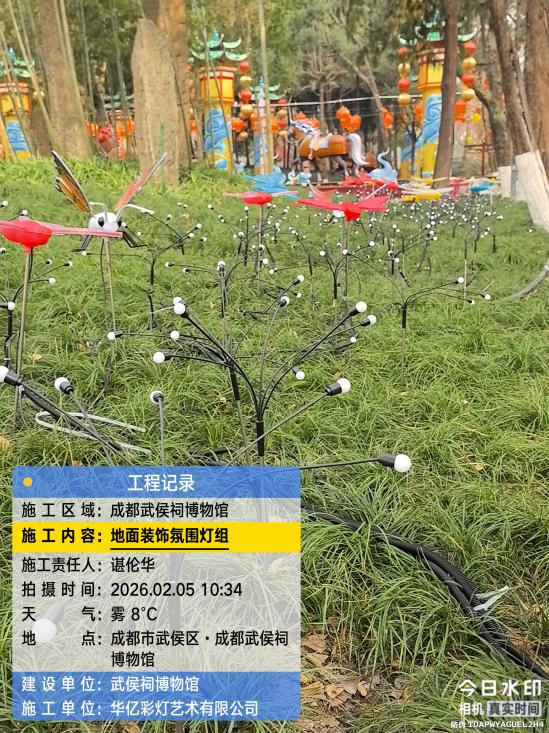 工程记录
施工区域：成都武侯祠博物馆
施工内容：地面装饰氛围灯组
施工责任人：谌伦华
拍摄时间：2026.02.05 10:34
天气：雾 8℃
地点：成都市武侯区·成都武侯祠
博物馆
建设单位：武侯祠博物馆
施工单位：华亿彩灯艺术有限公司
今日水印
相机 真实时间
防伪 TDAPWYAGUEL2H4